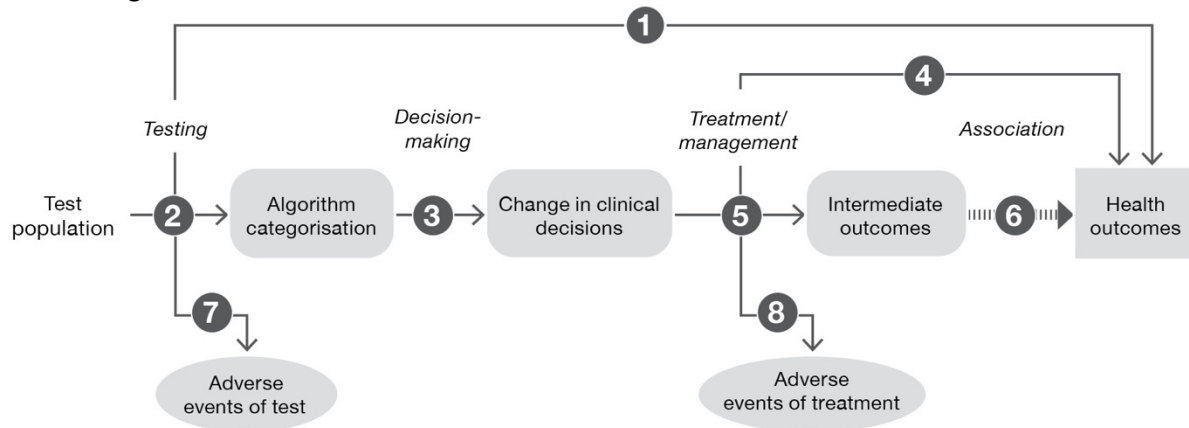 1
4
Testing
Decision-
making
Treatment/
management
Association
Test
population
2
Algorithm
categorisation
3
Change in clinical
decisions
5
Intermediate
outcomes
6
Health
outcomes
7
8
Adverse
events of test
Adverse
events of treatment